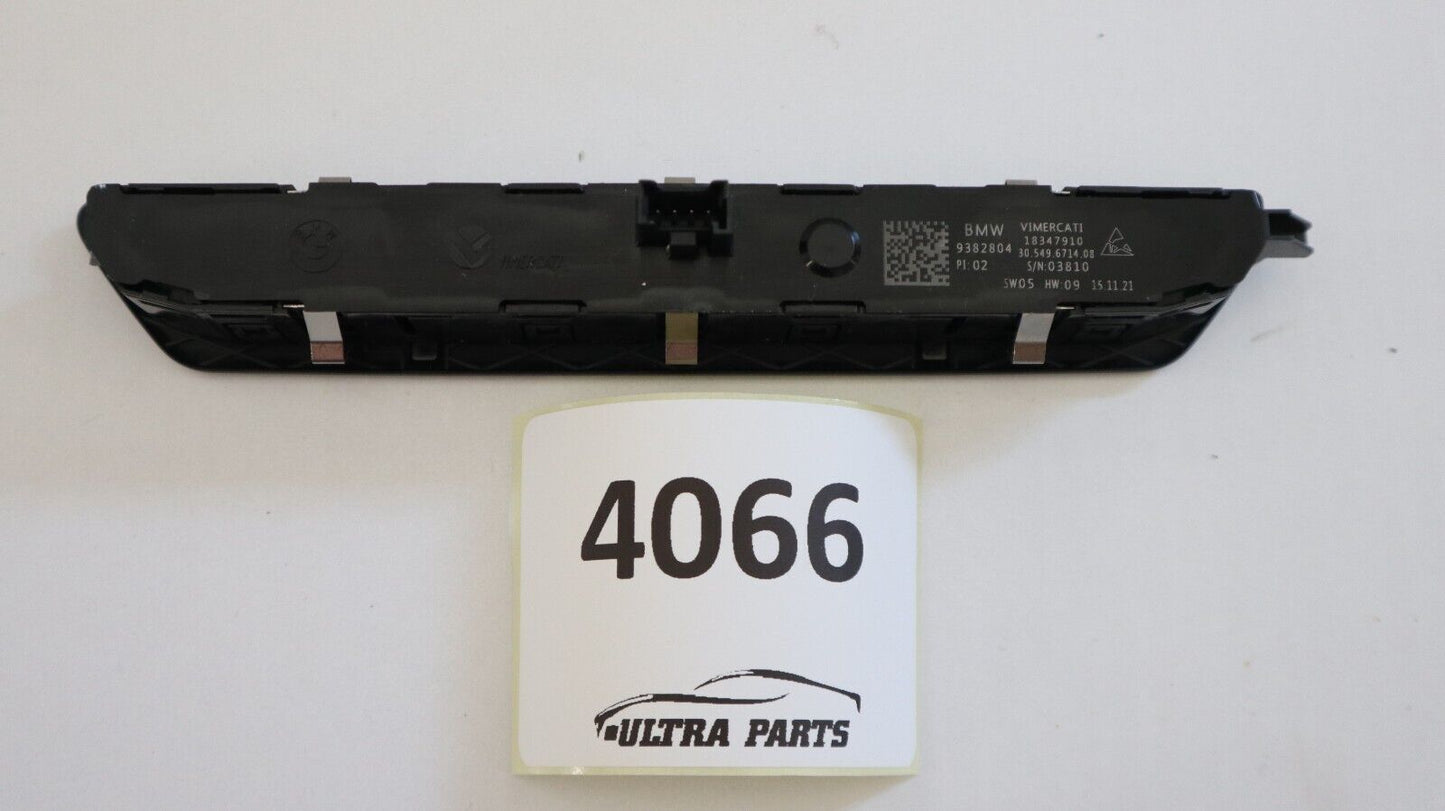 VIMERCATI
BMW VIMERCATI
9382804 18347910
30.549.6714.08
PI: 02 S/N:03810
SW05 HW:09 15.11.21
4066
ULTRA PARTS